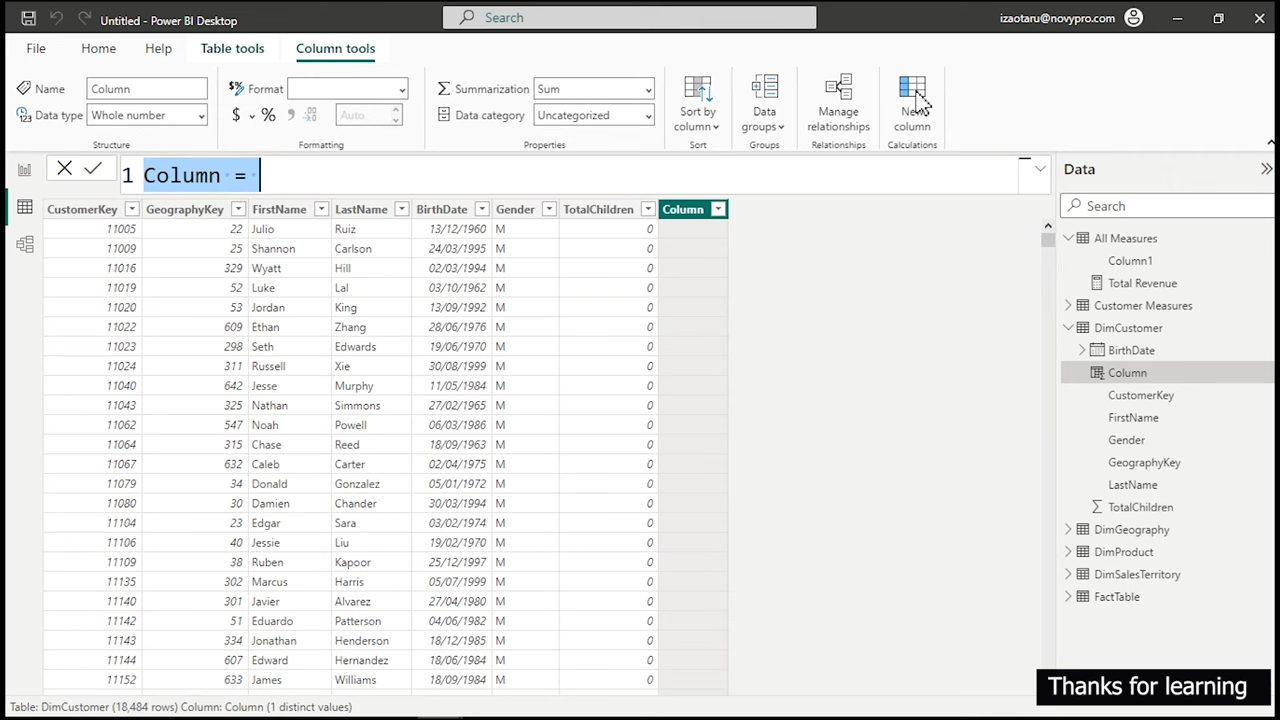 Untitled - Power BI Desktop
Search
izaotaru@novypro.com
File
Home
Help
Table tools
Column tools
Name
Column
Data type
Whole number
Structure
Format
$ %
Auto
Formatting
Summarization
Sum
Data category
Uncategorized
Properties
Sort by
column
Sort
Data
groups
Groups
Manage
relationships
Relationships
column
Calculations
1 Column =
CustomerKey GeographyKey FirstName LastName BirthDate Gender TotalChildren Column
11005 22 Julio Ruiz 13/12/1960 M 0
11009 25 Shannon Carlson 24/03/1995 M 0
11016 329 Wyatt Hill 02/03/1994 M 0
11019 52 Luke Lal 03/10/1962 M 0
11020 53 Jordan King 13/09/1992 M 0
11022 609 Ethan Zhang 28/06/1976 M 0
11023 298 Seth Edwards 19/06/1970 M 0
11024 311 Russell Xie 30/08/1999 M 0
11040 642 Jesse Murphy 11/05/1984 M 0
11043 325 Nathan Simmons 27/02/1965 M 0
11062 547 Noah Powell 06/03/1986 M 0
11064 315 Chase Reed 18/09/1963 M 0
11067 632 Caleb Carter 02/04/1975 M 0
11079 34 Donald Gonzalez 05/01/1972 M 0
11080 30 Damien Chander 30/03/1994 M 0
11104 23 Edgar Sara 03/02/1974 M 0
11106 40 Jessie Liu 19/02/1970 M 0
11109 38 Ruben Kapoor 25/12/1997 M 0
11135 302 Marcus Harris 05/07/1999 M 0
11140 301 Javier Alvarez 27/04/1980 M 0
11142 51 Eduardo Patterson 04/06/1982 M 0
11143 334 Jonathan Henderson 18/12/1985 M 0
11144 607 Edward Hernandez 18/06/1984 M 0
11152 633 James Williams 18/09/1984 M 0
Data
Search
All Measures
Column1
Total Revenue
Customer Measures
DimCustomer
BirthDate
Column
CustomerKey
FirstName
Gender
GeographyKey
LastName
TotalChildren
DimGeography
DimProduct
DimSalesTerritory
FactTable
Thanks for learning
Table: DimCustomer (18,484 rows) Column: Column (1 distinct values)